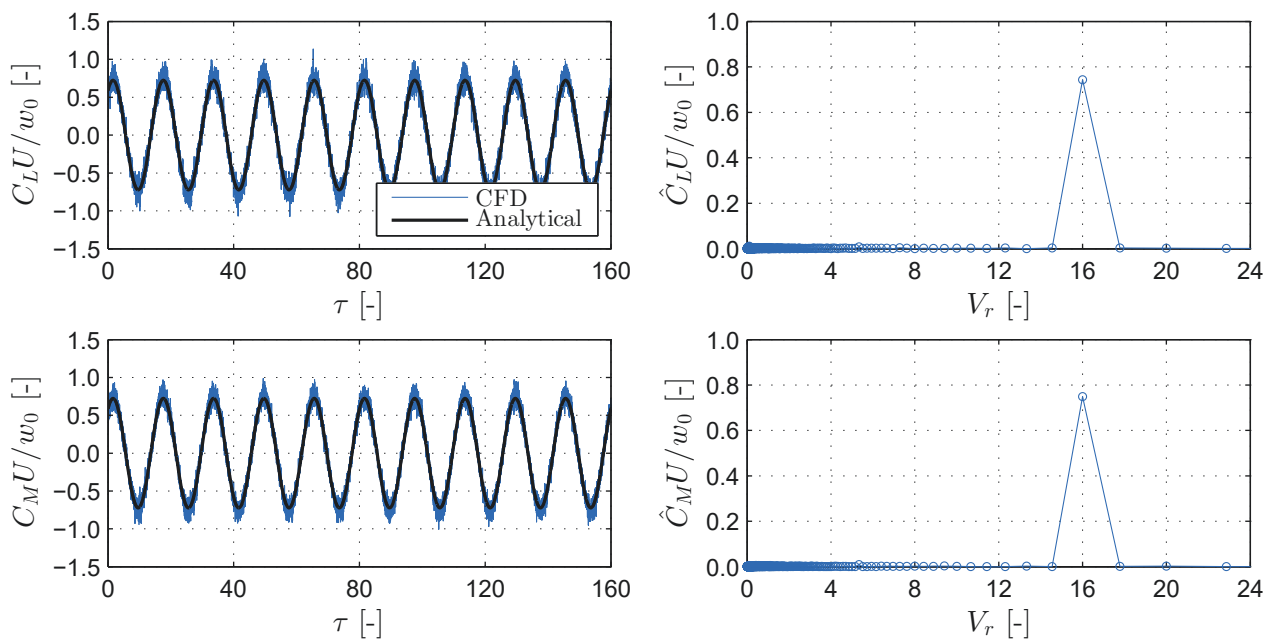 C_L U/w_0 [-]
1.5
1.0
0.5
0.0
−0.5
−1.0
−1.5
0 40 80 120 160
τ [-]
CFD
Analytical
Ĉ_L U/w_0 [-]
1.0
0.8
0.6
0.4
0.2
0.0
0 4 8 12 16 20 24
V_r [-]
C_M U/w_0 [-]
1.5
1.0
0.5
0.0
−0.5
−1.0
−1.5
0 40 80 120 160
τ [-]
Ĉ_M U/w_0 [-]
1.0
0.8
0.6
0.4
0.2
0.0
0 4 8 12 16 20 24
V_r [-]